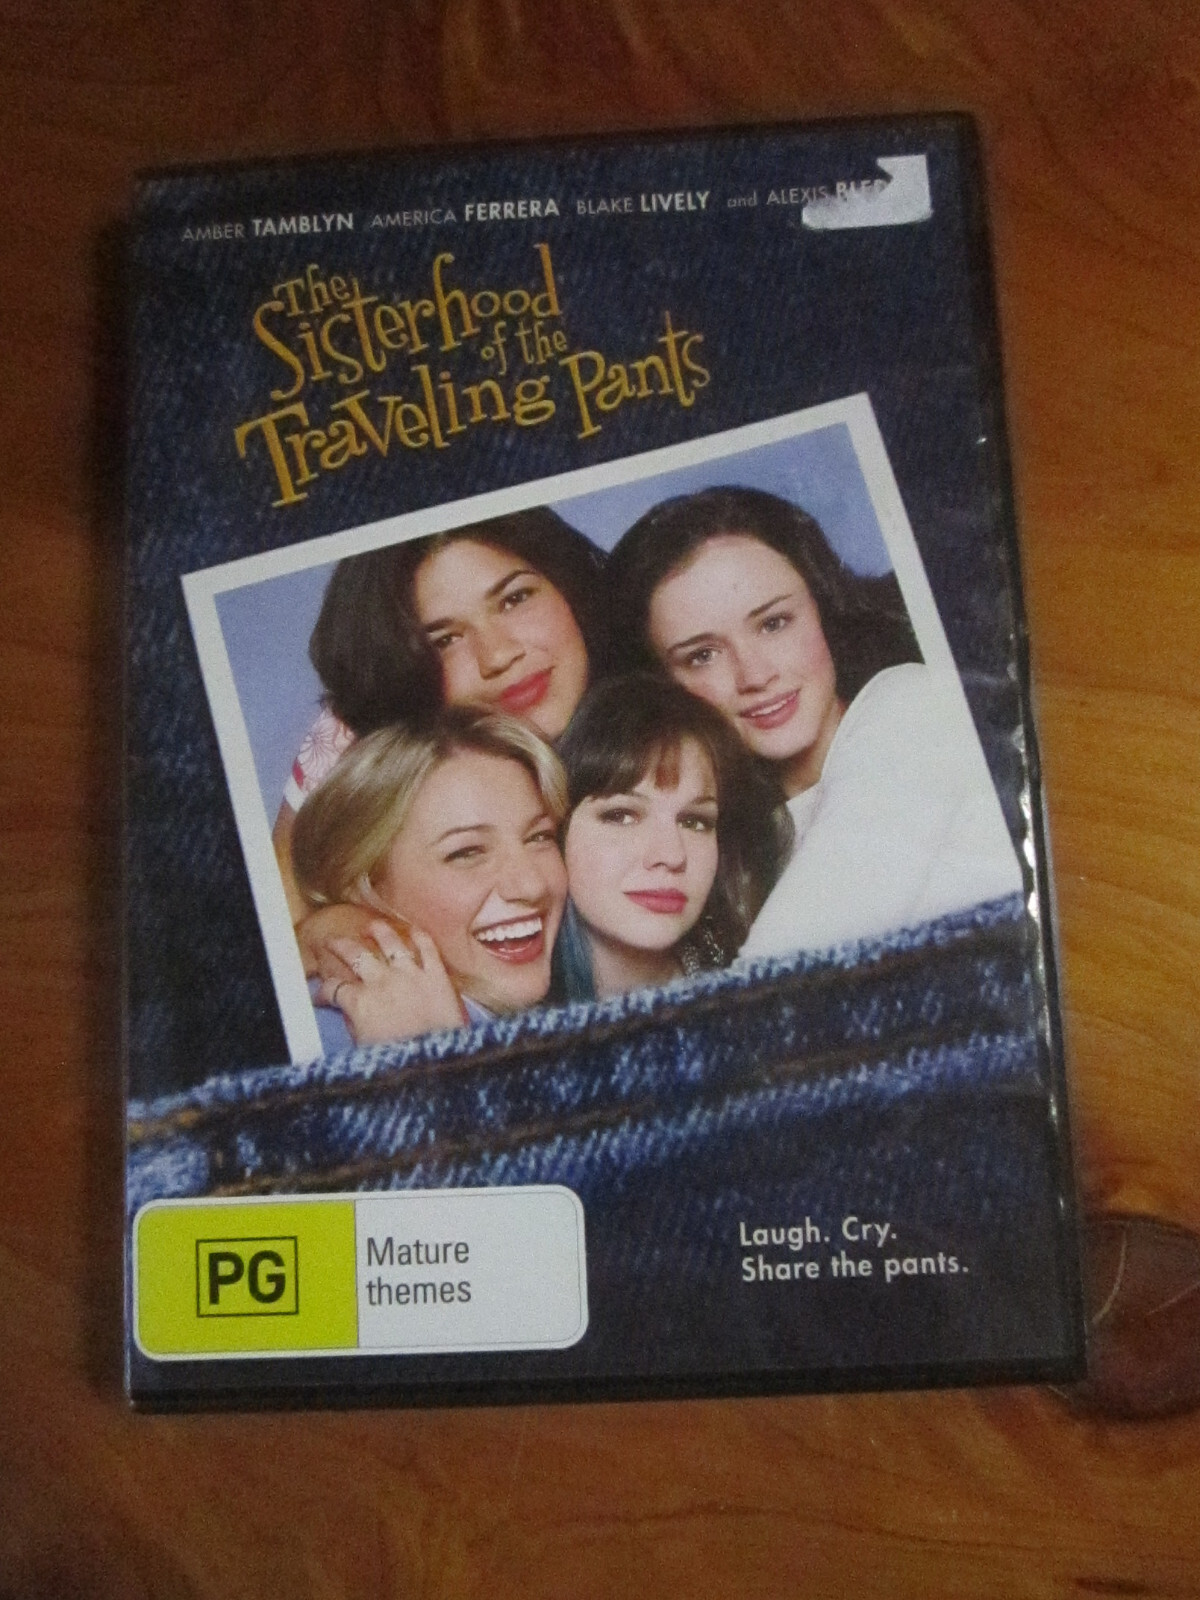 AMBER TAMBLYN AMERICA FERRERA BLAKE LIVELY and ALEXIS
The
Sisterhood
of the
Traveling Pants
PG
Mature
themes
Laugh. Cry.
Share the pants.